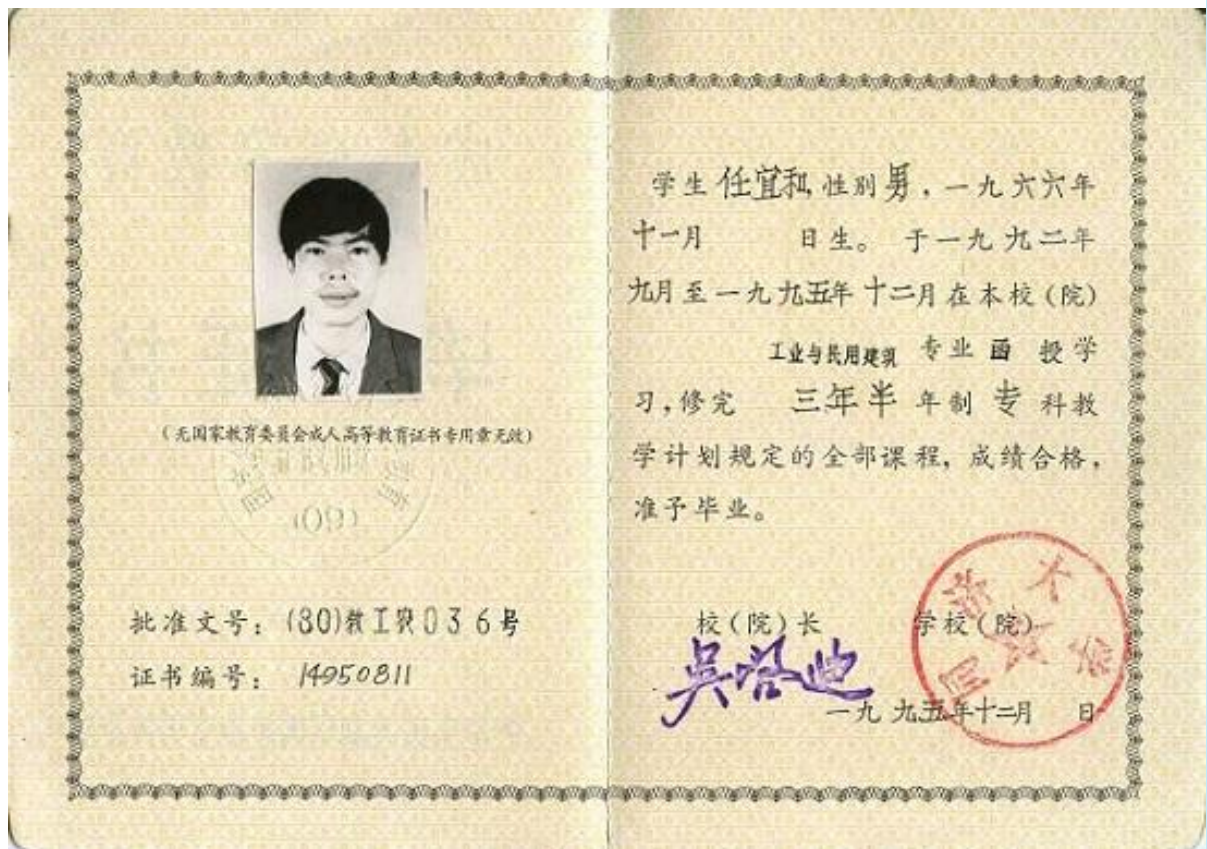 (无国家教育委员会成人高等教育证书专用章无效)
(09)
批准文号：(80)教工农036号
证书编号：14950811
学生 任宜和, 性别 男，一九六六年
十一月 日生。于一九九二年
九月至一九九五年十二月在本校(院)
工业与民用建筑 专业 函 授学
习，修完 三年半 年制 专 科教
学计划规定的全部课程，成绩合格，
准予毕业。
校(院)长 学校(院)
吴启迪
同济大学
一九九五年十二月 日